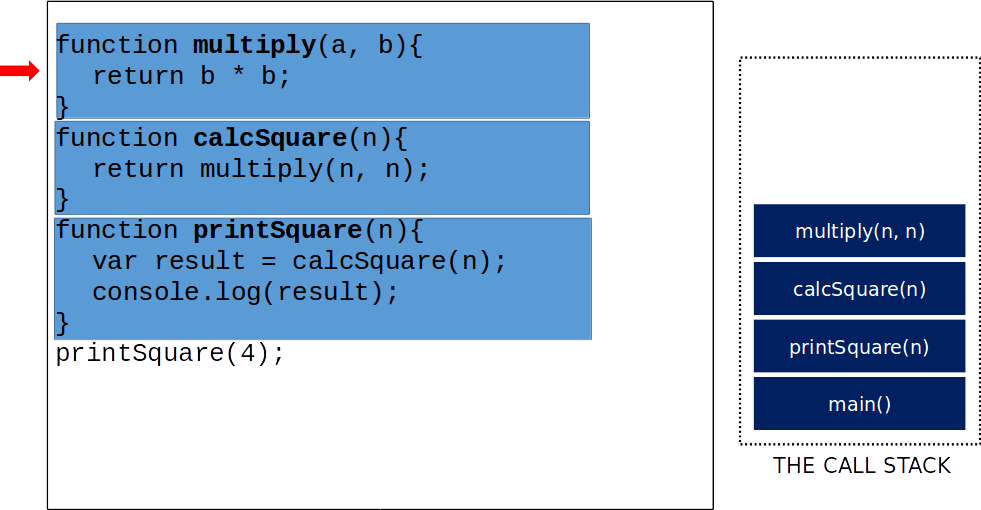 function multiply(a, b){
return b * b;
}
function calcSquare(n){
return multiply(n, n);
}
function printSquare(n){
var result = calcSquare(n);
console.log(result);
}
printSquare(4);
multiply(n, n)
calcSquare(n)
printSquare(n)
main()
THE CALL STACK